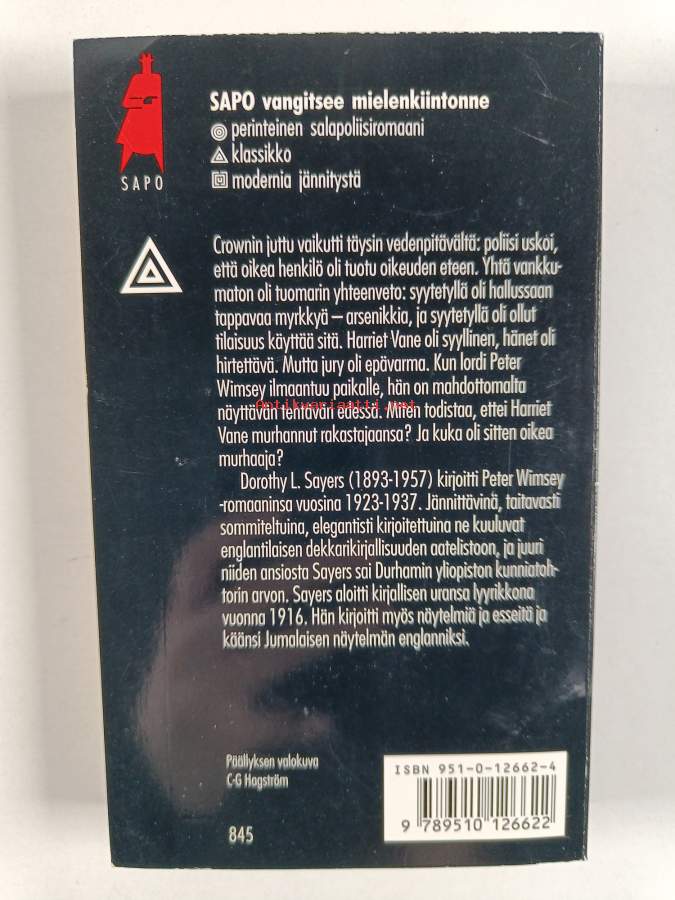 SAPO
SAPO vangitsee mielenkiintonne
perinteinen salapoliisiromaani
klassikko
modernia jännitystä
Crownin juttu vaikutti täysin vedenpitävältä: poliisi uskoi,
että oikea henkilö oli tuotu oikeuden eteen. Yhtä vankku-
maton oli tuomarin yhteenveto: syytetyllä oli hallussaan
tappavaa myrkkyä – arsenikkia, ja syytetyllä oli ollut
tilaisuus käyttää sitä. Harriet Vane oli syyllinen, hänet oli
hirtettävä. Mutta jury oli epävarma. Kun lordi Peter
Wimsey ilmaantuu paikalle, hän on mahdottomalta
Antikvariaatti.net
näyttävän tehtävän edessä. Miten todistaa, ettei Harriet
Vane murhannut rakastajaansa? Ja kuka oli sitten oikea
murhaaja?
Dorothy L. Sayers (1893-1957) kirjoitti Peter Wimsey
-romaaninsa vuosina 1923-1937. Jännittävinä, taitavasti
sommiteltuina, elegantisti kirjoitettuina ne kuuluvat
englantilaisen dekkarikirjallisuuden aatelistoon, ja juuri
niiden ansiosta Sayers sai Durhamin yliopiston kunniatoh-
torin arvon. Sayers aloitti kirjallisen uransa lyyrikkona
vuonna 1916. Hän kirjoitti myös näytelmiä ja esseitä ja
käänsi Jumalaisen näytelmän englanniksi.
Päällyksen valokuva
C-G Hagström
845
ISBN 951-0-12662-4
9 789510 126622